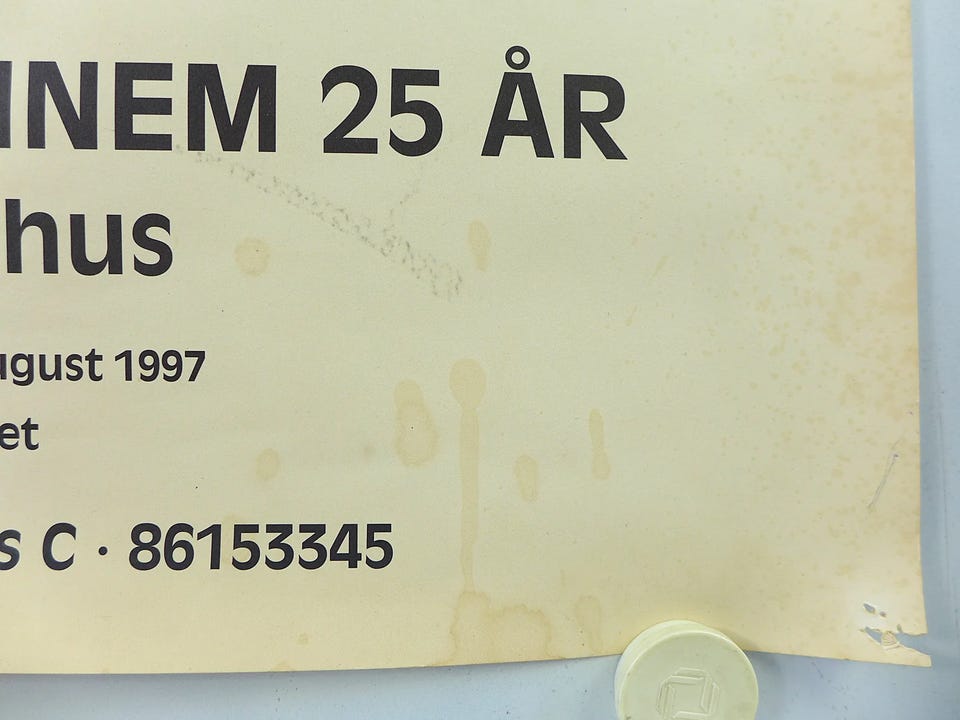 INEM 25 ÅR
hus
ugust 1997
et
s C · 86153345